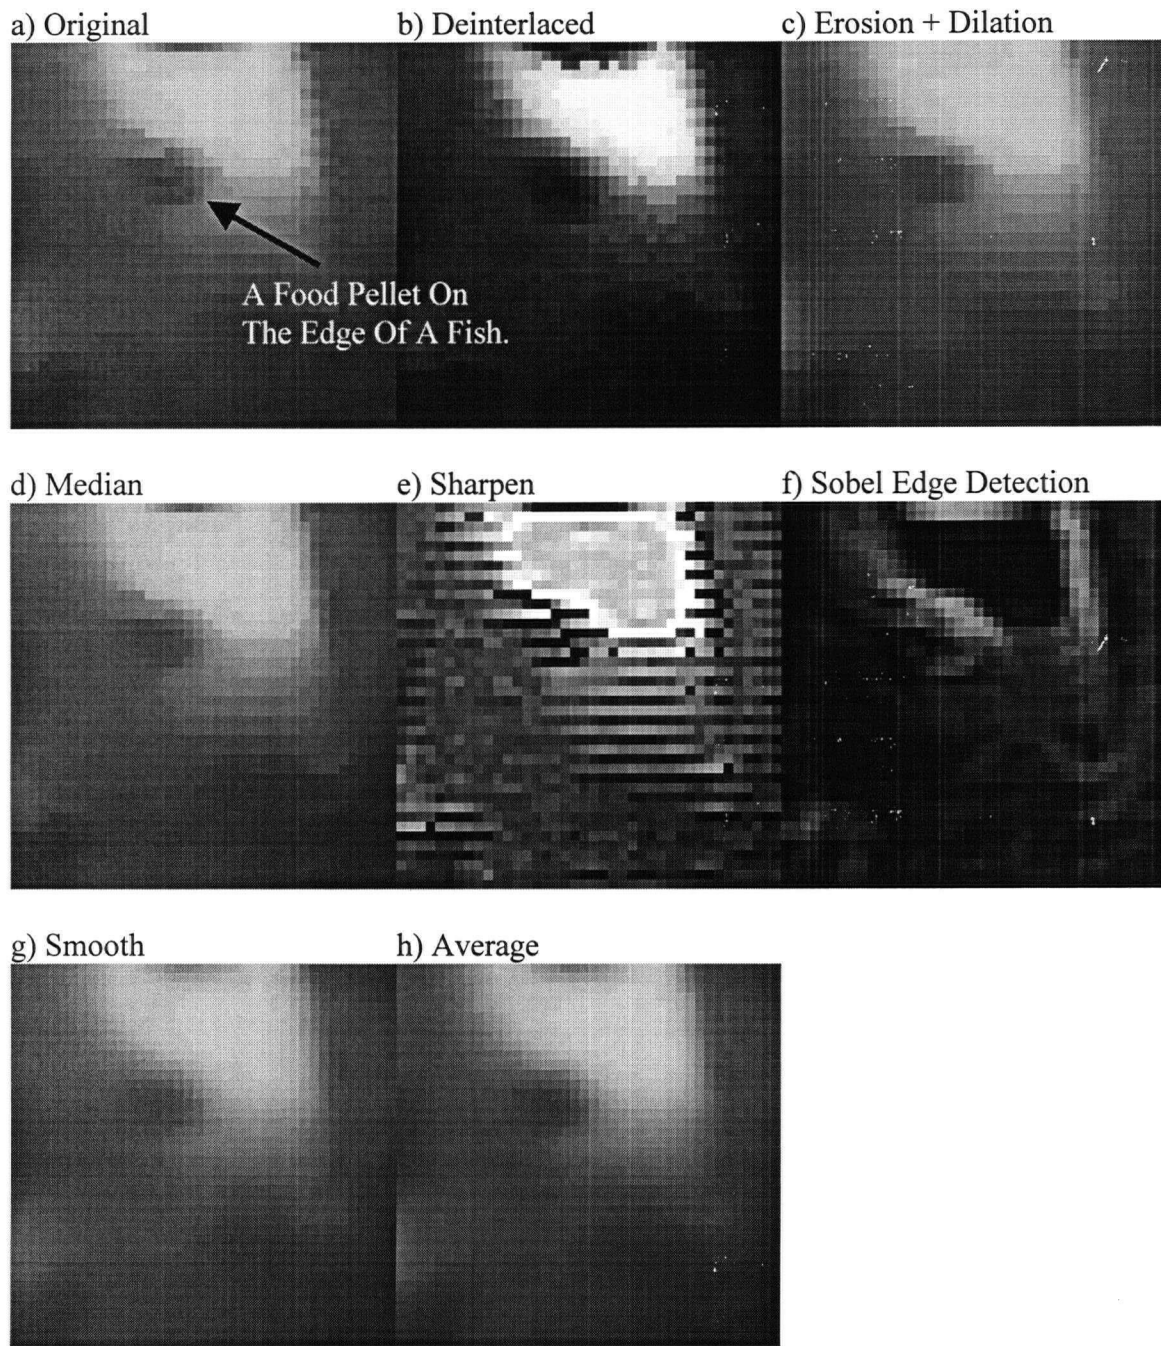 a) Original
b) Deinterlaced
c) Erosion + Dilation
A Food Pellet On
The Edge Of A Fish.
d) Median
e) Sharpen
f) Sobel Edge Detection
g) Smooth
h) Average